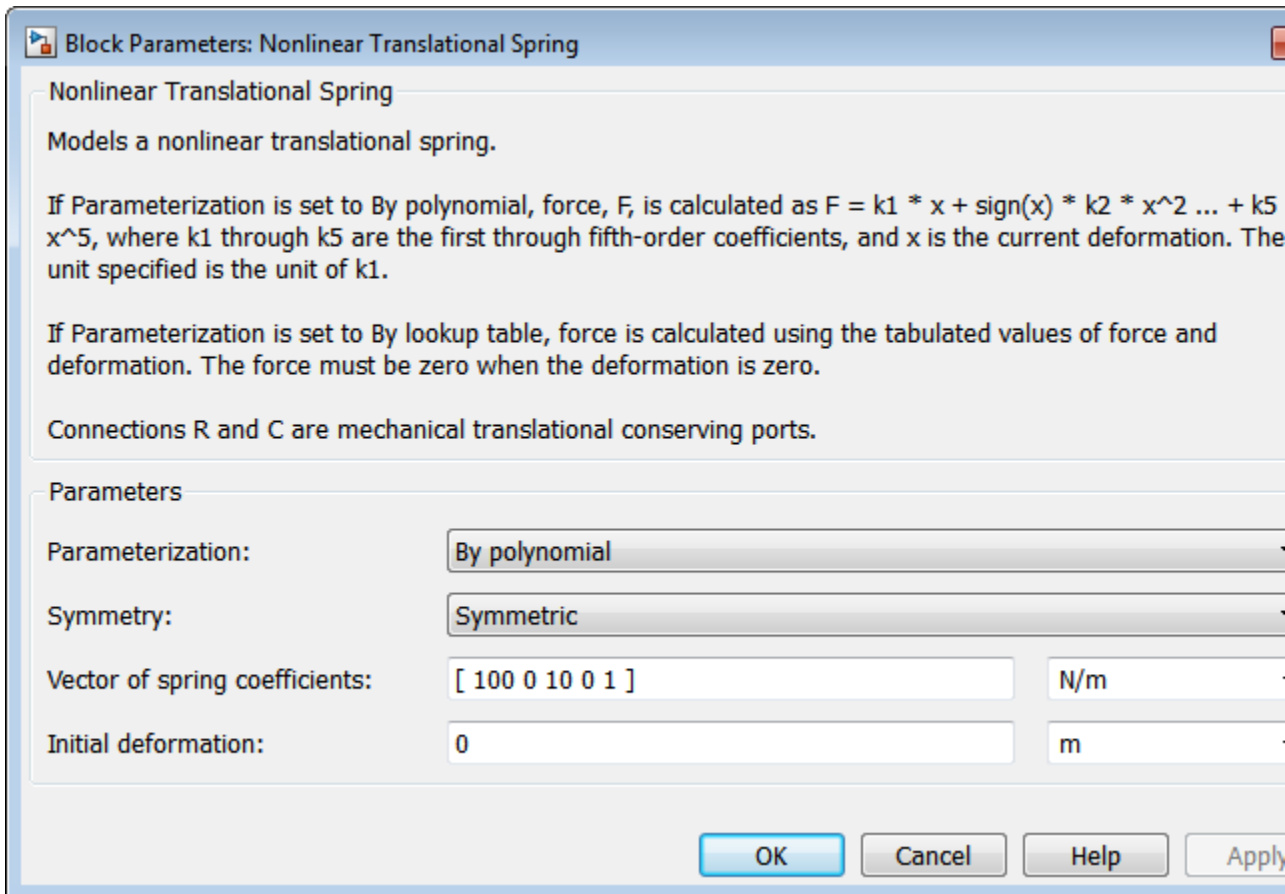 Block Parameters: Nonlinear Translational Spring
Nonlinear Translational Spring
Models a nonlinear translational spring.
If Parameterization is set to By polynomial, force, F, is calculated as F = k1 * x + sign(x) * k2 * x^2 ... + k5
x^5, where k1 through k5 are the first through fifth-order coefficients, and x is the current deformation. The
unit specified is the unit of k1.
If Parameterization is set to By lookup table, force is calculated using the tabulated values of force and
deformation. The force must be zero when the deformation is zero.
Connections R and C are mechanical translational conserving ports.
Parameters
Parameterization: By polynomial
Symmetry: Symmetric
Vector of spring coefficients: [ 100 0 10 0 1 ] N/m
Initial deformation: 0 m
OK Cancel Help Apply